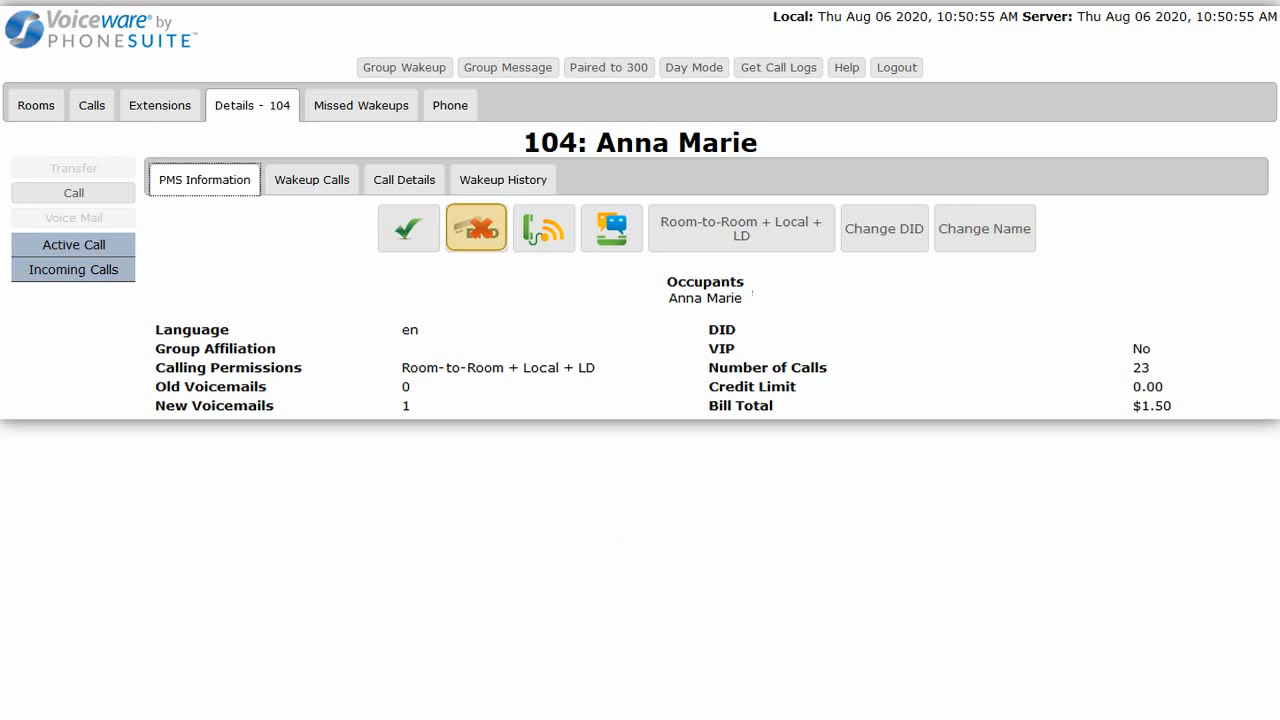 Voiceware® by
PHONESUITE™
Local: Thu Aug 06 2020, 10:50:55 AM Server: Thu Aug 06 2020, 10:50:55 AM
Group Wakeup Group Message Paired to 300 Day Mode Get Call Logs Help Logout
Rooms Calls Extensions Details - 104 Missed Wakeups Phone
104: Anna Marie
Transfer
Call
Voice Mail
Active Call
Incoming Calls
PMS Information Wakeup Calls Call Details Wakeup History
Room-to-Room + Local +
LD
Change DID Change Name
Occupants
Anna Marie
Language en
Group Affiliation
Calling Permissions Room-to-Room + Local + LD
Old Voicemails 0
New Voicemails 1
DID
VIP No
Number of Calls 23
Credit Limit 0.00
Bill Total $1.50